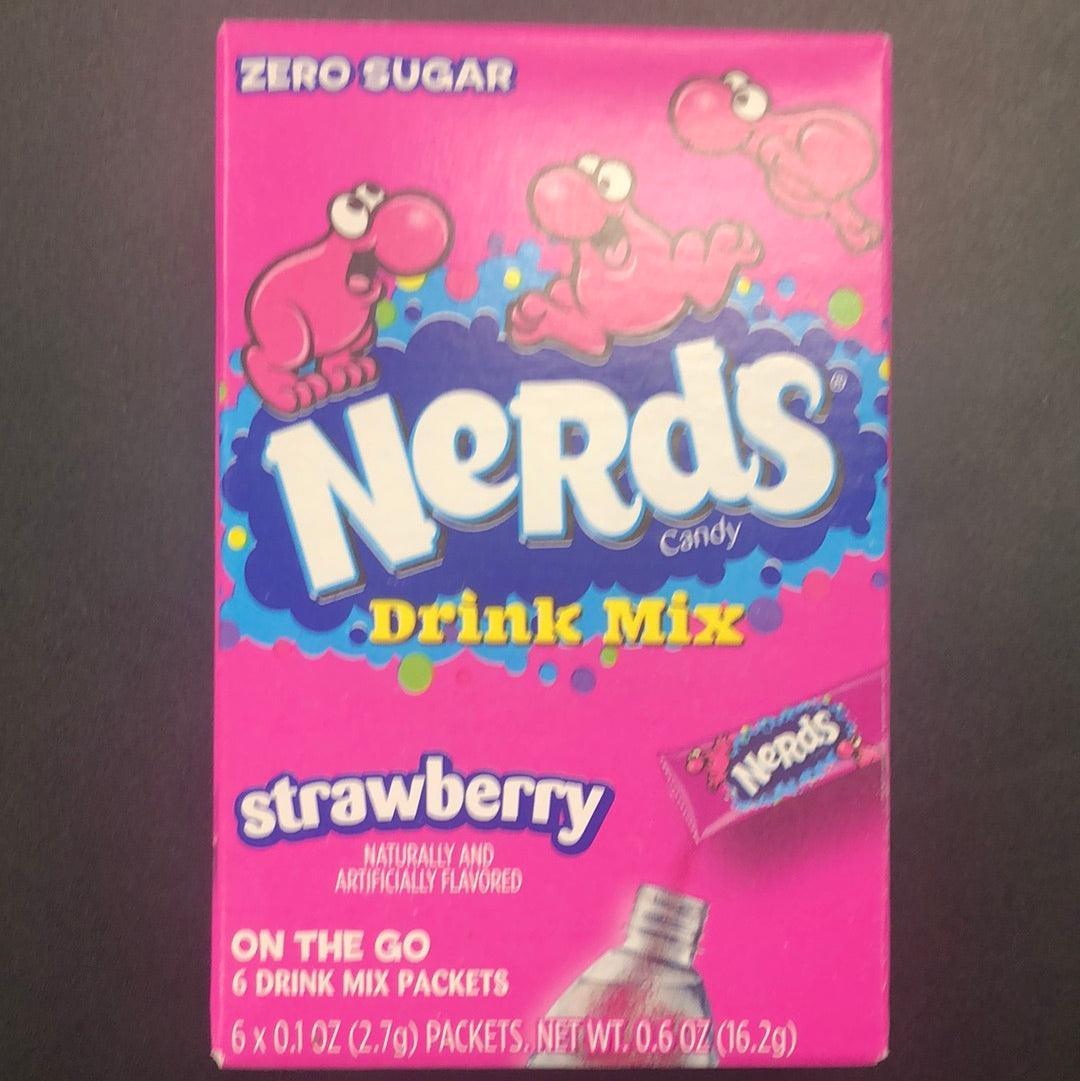 ZERO SUGAR
NeRdS®
Candy
Drink Mix
NeRdS
strawberry
NATURALLY AND
ARTIFICIALLY FLAVORED
ON THE GO
6 DRINK MIX PACKETS
6 x 0.1 OZ (2.7g) PACKETS. NET WT. 0.6 OZ (16.2g)